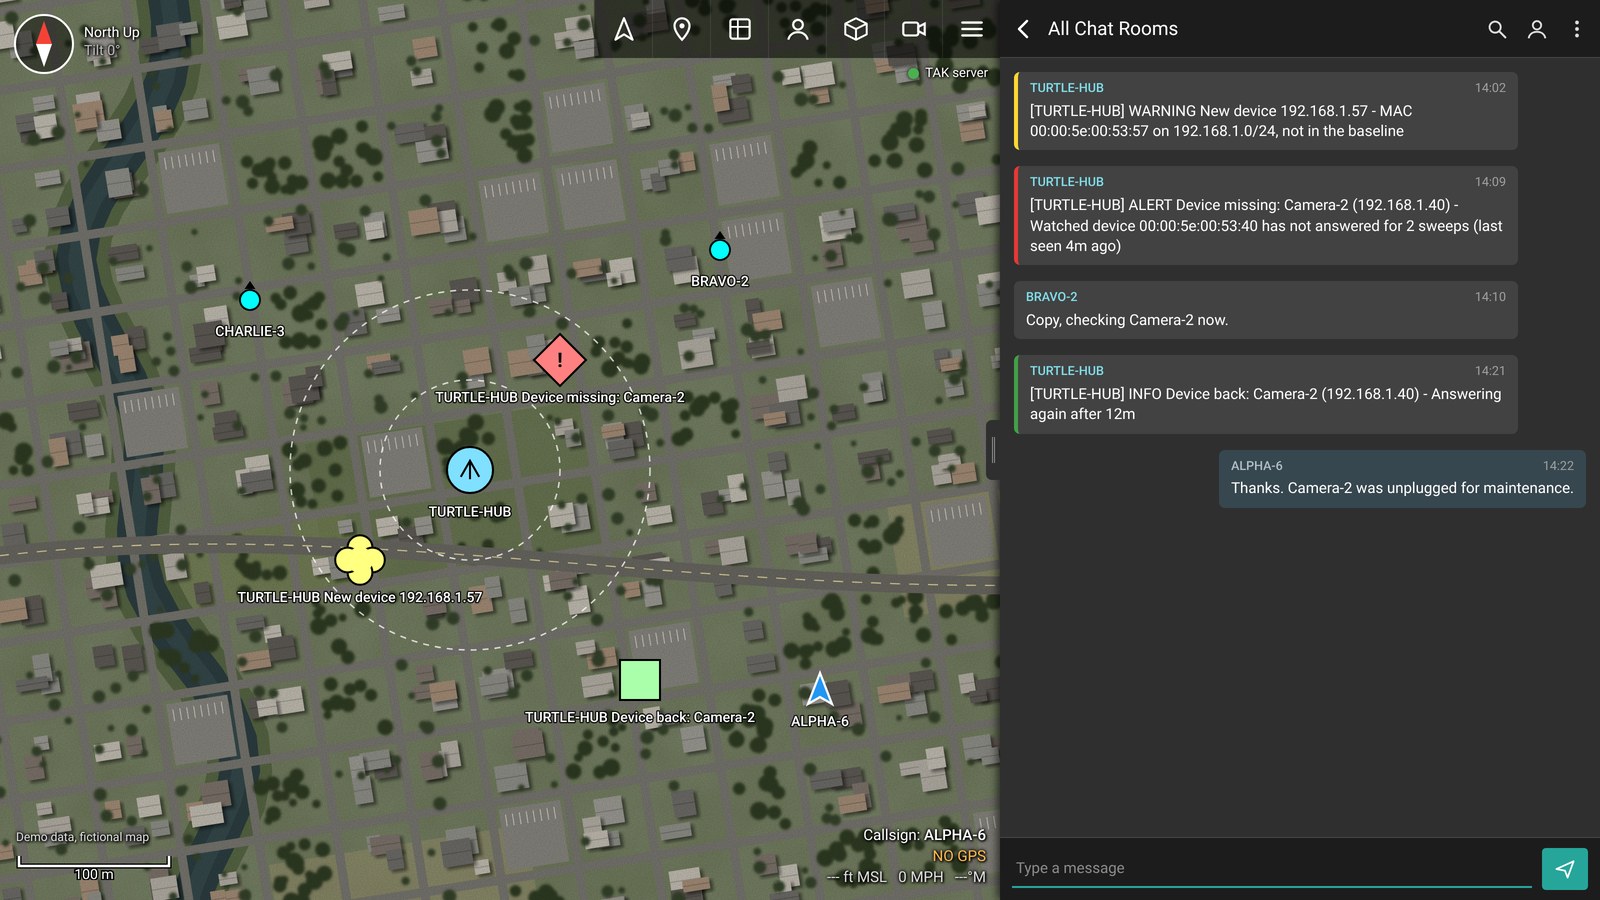 North Up
Tilt 0°
TAK server
BRAVO-2
CHARLIE-3
!
TURTLE-HUB Device missing: Camera-2
TURTLE-HUB
TURTLE-HUB New device 192.168.1.57
TURTLE-HUB Device back: Camera-2
ALPHA-6
Demo data, fictional map
100 m
Callsign: ALPHA-6
NO GPS
--- ft MSL 0 MPH ---°M
All Chat Rooms
TURTLE-HUB 14:02
[TURTLE-HUB] WARNING New device 192.168.1.57 - MAC
00:00:5e:00:53:57 on 192.168.1.0/24, not in the baseline
TURTLE-HUB 14:09
[TURTLE-HUB] ALERT Device missing: Camera-2 (192.168.1.40) -
Watched device 00:00:5e:00:53:40 has not answered for 2 sweeps (last
seen 4m ago)
BRAVO-2 14:10
Copy, checking Camera-2 now.
TURTLE-HUB 14:21
[TURTLE-HUB] INFO Device back: Camera-2 (192.168.1.40) - Answering
again after 12m
ALPHA-6 14:22
Thanks. Camera-2 was unplugged for maintenance.
Type a message